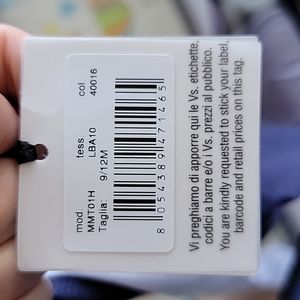 mod        tess        col
MMT01H LBA10 40016
Taglia: 9/12M
8 054389 471465
Vi preghiamo di apporre qui le Vs. etichette,
codici a barre e/o i Vs. prezzi al pubblico.
You are kindly requested to stick your label,
barcode and retail prices on this tag.